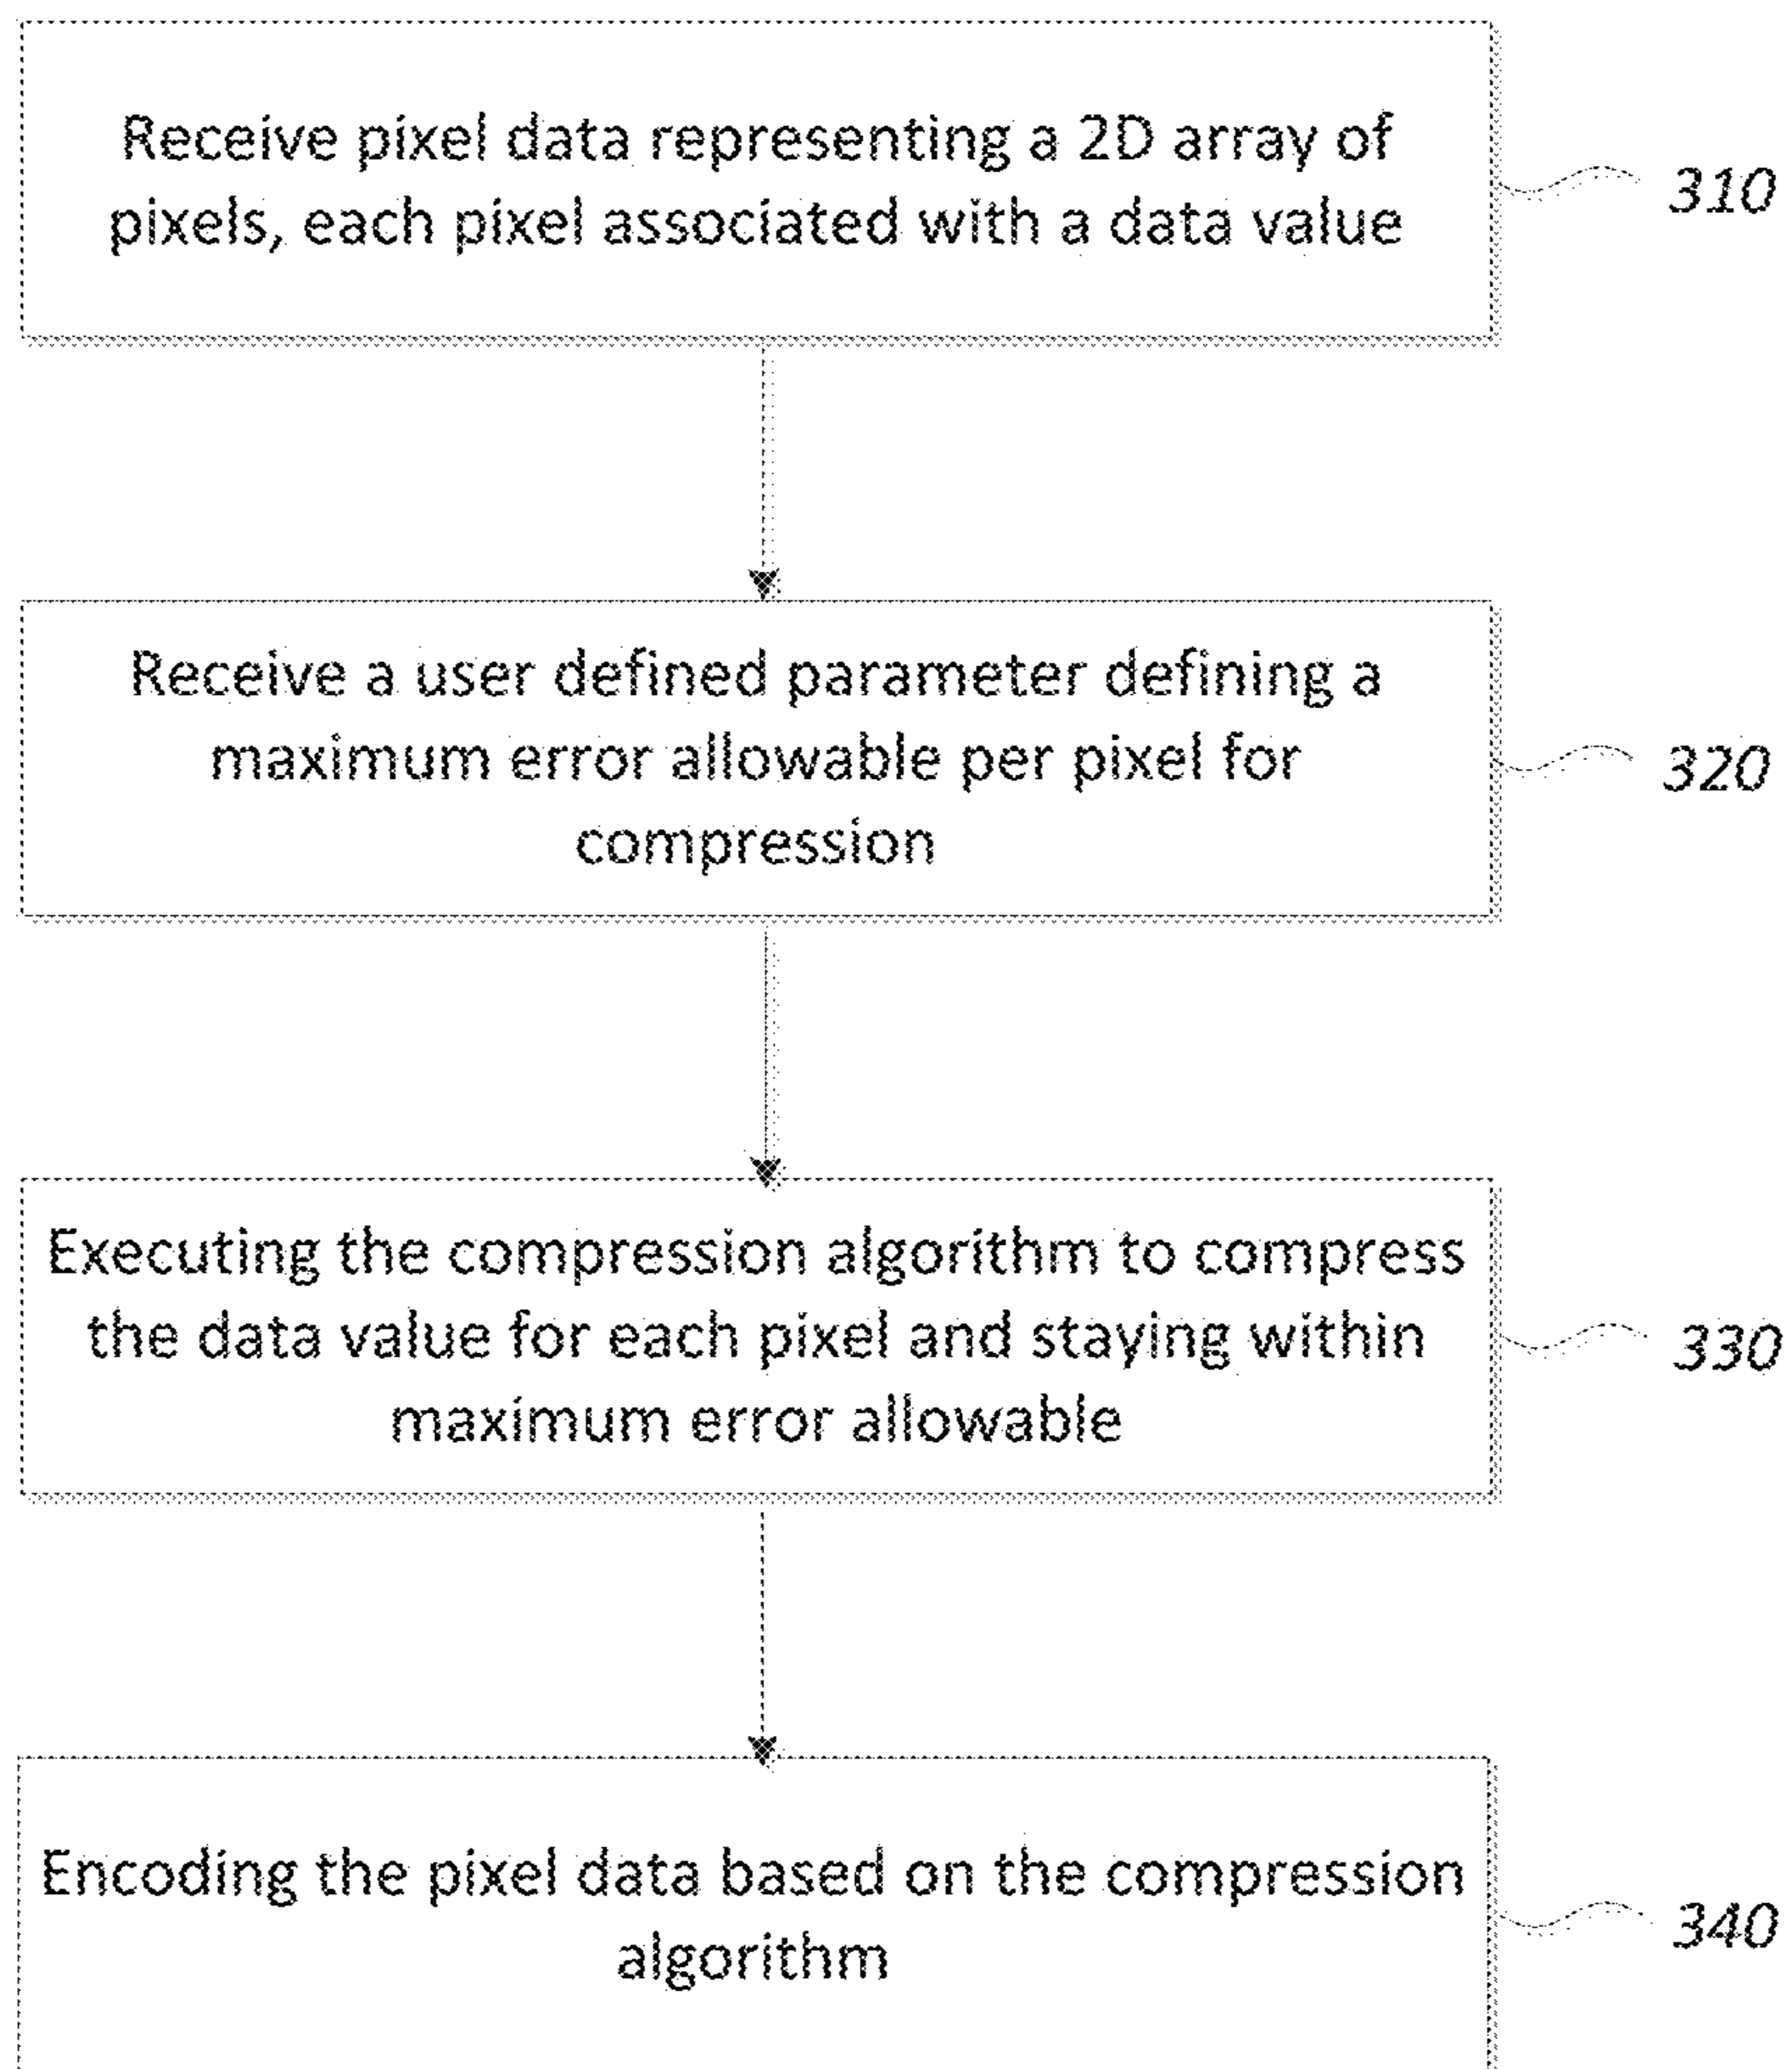 Receive pixel data representing a 2D array of
pixels, each pixel associated with a data value
310
Receive a user defined parameter defining a
maximum error allowable per pixel for
compression
320
Executing the compression algorithm to compress
the data value for each pixel and staying within
maximum error allowable
330
Encoding the pixel data based on the compression
algorithm
340